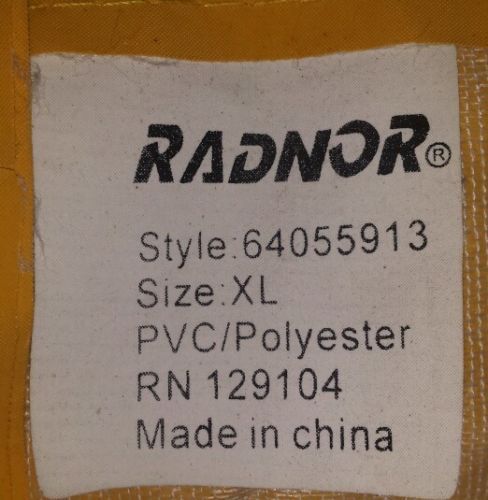 RADNOR®
Style:64055913
Size:XL
PVC/Polyester
RN 129104
Made in china